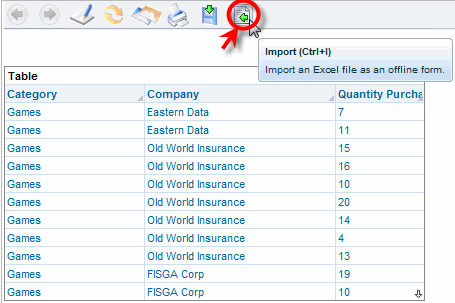 Import (Ctrl+I)
Import an Excel file as an offline form.
Table
Category Company Quantity Purcha
Games Eastern Data 7
Games Eastern Data 11
Games Old World Insurance 15
Games Old World Insurance 16
Games Old World Insurance 10
Games Old World Insurance 20
Games Old World Insurance 14
Games Old World Insurance 4
Games Old World Insurance 13
Games FISGA Corp 19
Games FISGA Corp 10